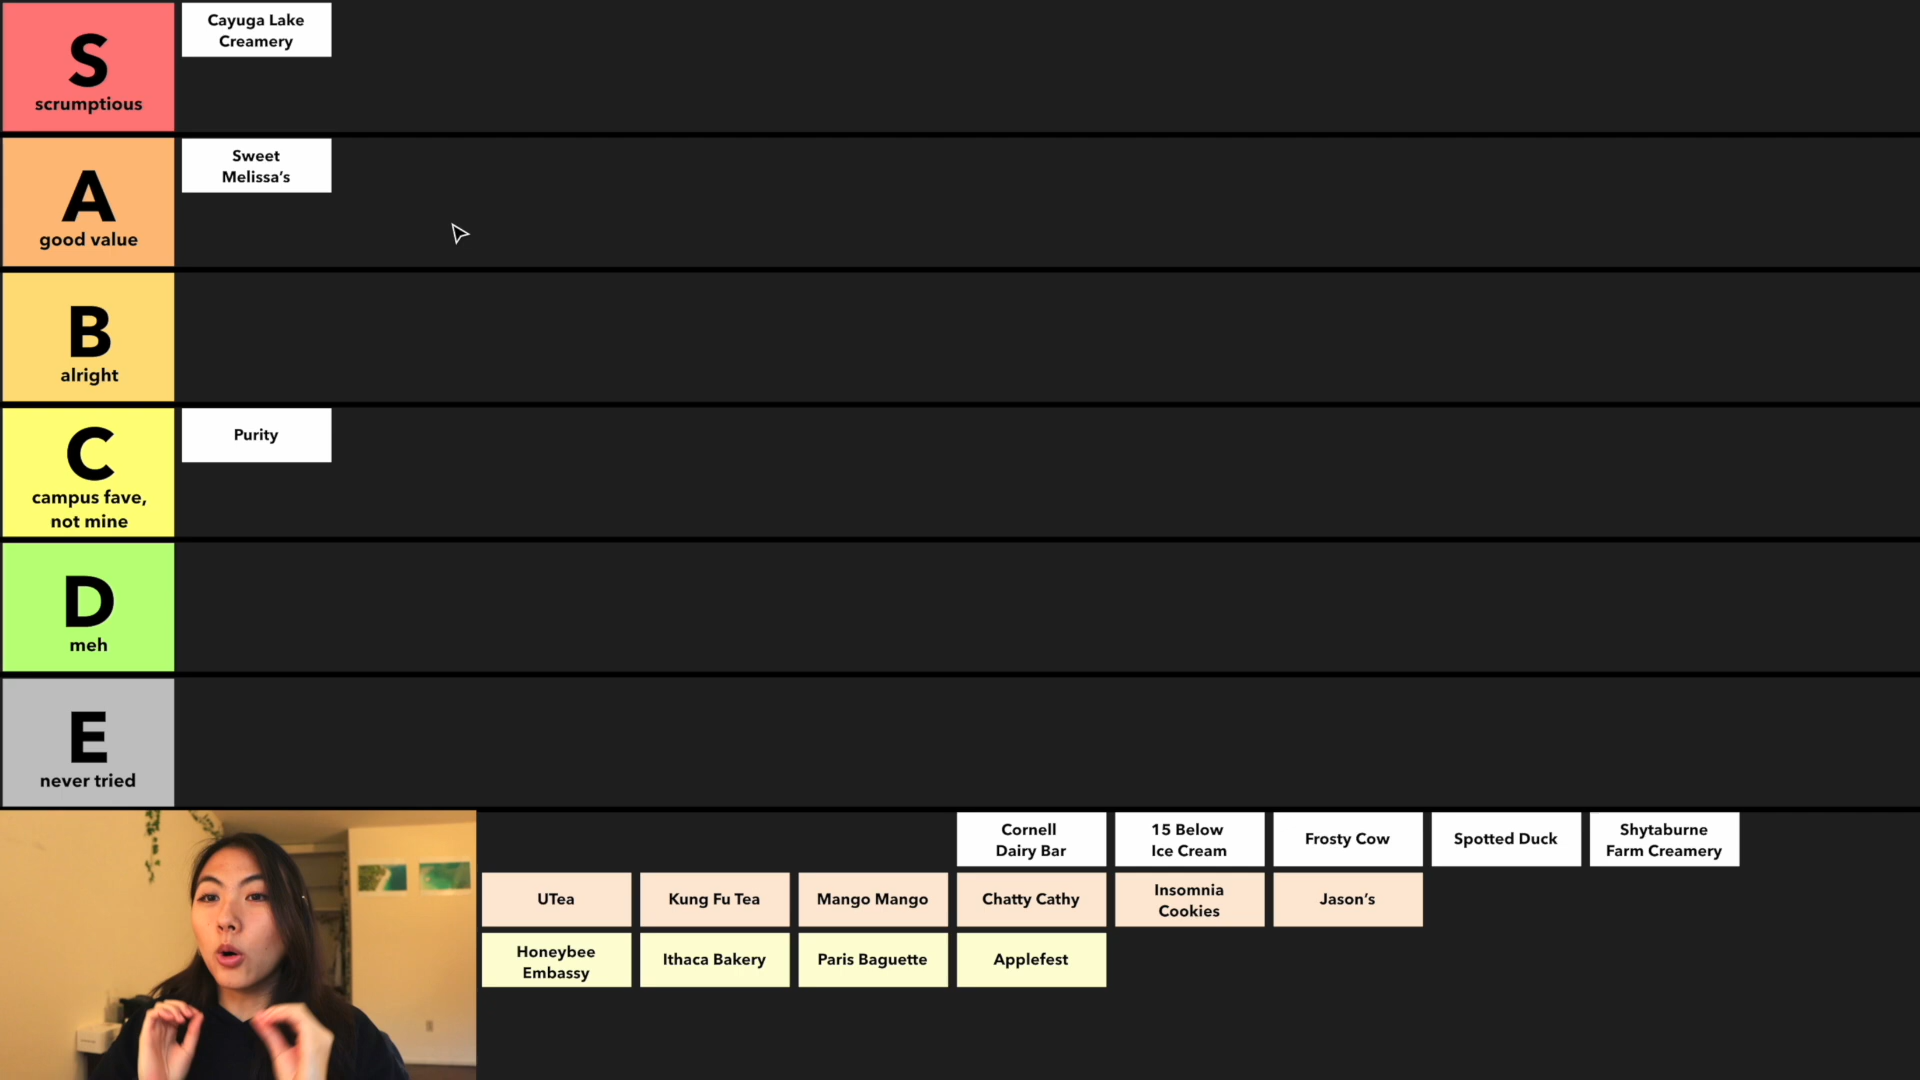 S
scrumptious
Cayuga Lake
Creamery
A
good value
Sweet
Melissa’s
B
alright
C
campus fave,
not mine
Purity
D
meh
E
never tried
Cornell
Dairy Bar
15 Below
Ice Cream
Frosty Cow
Spotted Duck
Shytaburne
Farm Creamery
UTea
Kung Fu Tea
Mango Mango
Chatty Cathy
Insomnia
Cookies
Jason’s
Honeybee
Embassy
Ithaca Bakery
Paris Baguette
Applefest